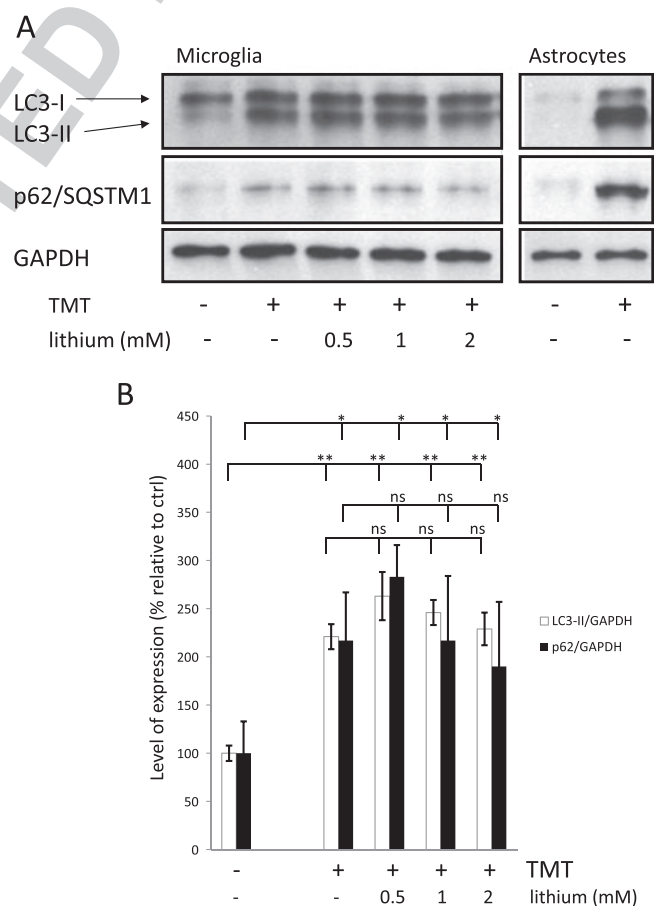 A
Microglia Astrocytes
LC3-I
LC3-II
p62/SQSTM1
GAPDH
TMT - + + + + - +
lithium (mM) - - 0.5 1 2 - -
B
450 * * * *
400 ** ** ** **
350 ns ns ns
300 ns ns ns
250
200
150
100
50
0
Level of expression (% relative to ctrl)
LC3-II/GAPDH
p62/GAPDH
- + + + + TMT
- - 0.5 1 2 lithium (mM)